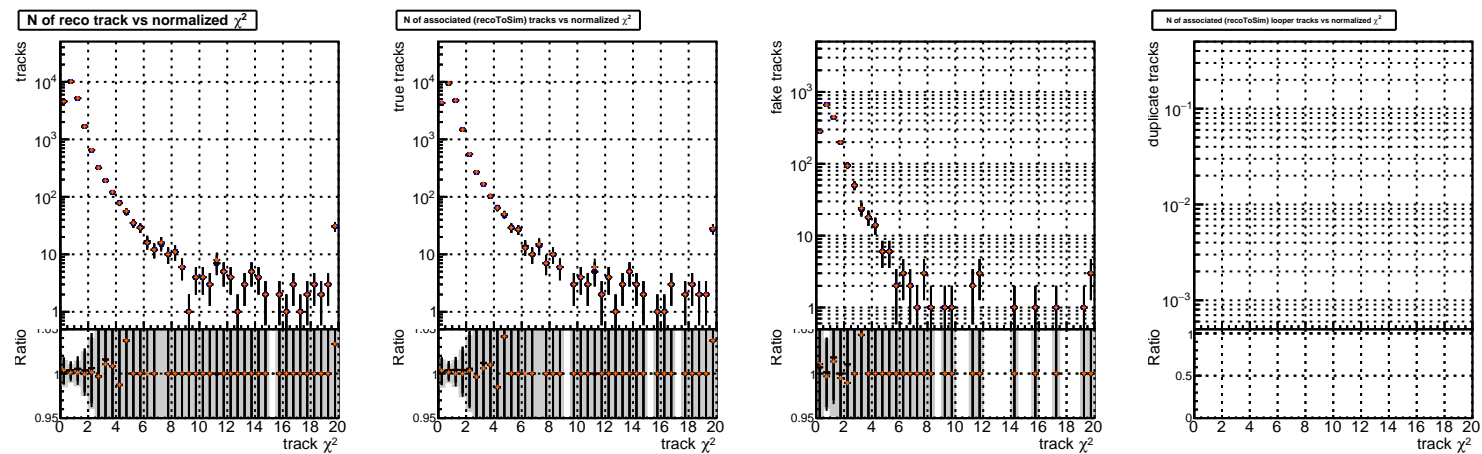 N of reco track vs normalized χ²
tracks
10⁴
10³
10²
10
1
Ratio
1.05
1
0.95
0 2 4 6 8 10 12 14 16 18 20
track χ²
N of associated (recoToSim) tracks vs normalized χ²
true tracks
10⁴
10³
10²
10
1
Ratio
1.05
1
0.95
0 2 4 6 8 10 12 14 16 18 20
track χ²
fake tracks
10³
10²
10
1
Ratio
1.05
1
0.95
0 2 4 6 8 10 12 14 16 18 20
track χ²
N of associated (recoToSim) looper tracks vs normalized χ²
duplicate tracks
10⁻¹
10⁻²
10⁻³
Ratio
1
0.5
0
0 2 4 6 8 10 12 14 16 18 20
track χ²